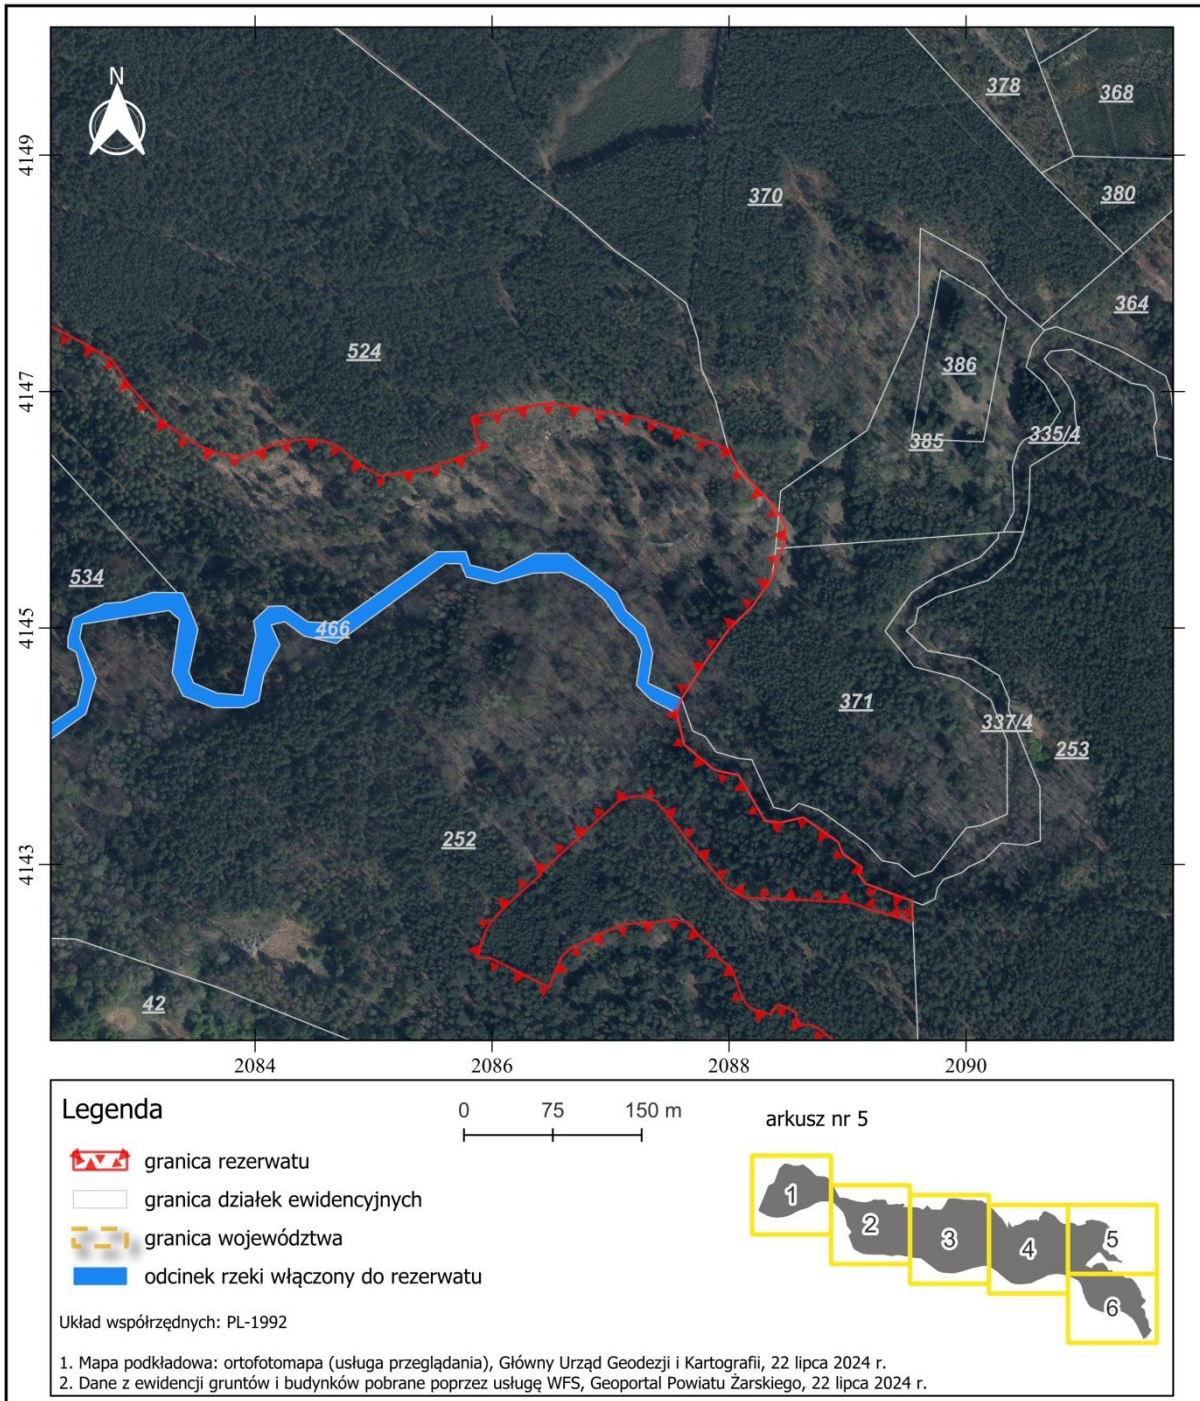 N
378
368
4149
370
380
364
524
386
4147
385
335/4
534
466
4145
371
337/4
253
252
4143
42
2084
2086
2088
2090
Legenda
0 75 150 m
arkusz nr 5
granica rezerwatu
granica działek ewidencyjnych
granica województwa
odcinek rzeki włączony do rezerwatu
1
2
3
4
5
6
Układ współrzędnych: PL-1992
1. Mapa podkładowa: ortofotomapa (usługa przeglądania), Główny Urząd Geodezji i Kartografii, 22 lipca 2024 r.
2. Dane z ewidencji gruntów i budynków pobrane poprzez usługę WFS, Geoportal Powiatu Żarskiego, 22 lipca 2024 r.